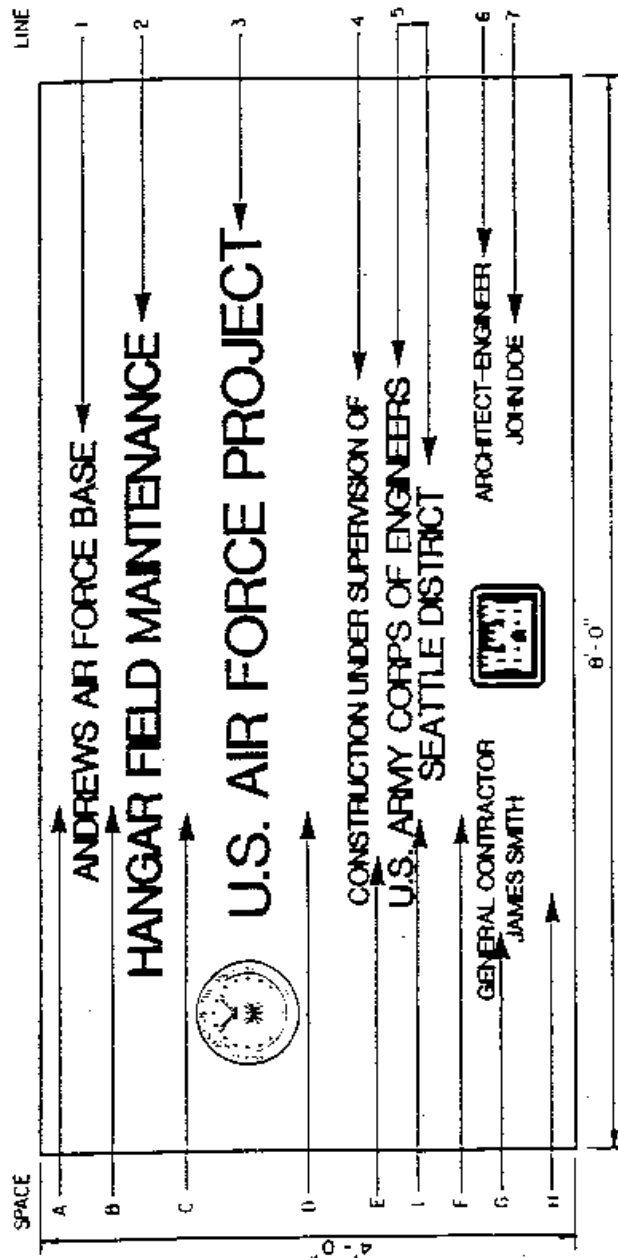 SPACE
LINE
A
1
ANDREWS AIR FORCE BASE
B
2
HANGAR FIELD MAINTENANCE
C
3
U.S. AIR FORCE PROJECT
D
4
CONSTRUCTION UNDER SUPERVISION OF
E
5
U.S. ARMY CORPS OF ENGINEERS
SEATTLE DISTRICT
F
6
GENERAL CONTRACTOR
ARCHITECT-ENGINEER
G
7
JAMES SMITH
JOHN DOE
H
4'-0"
8'-0"